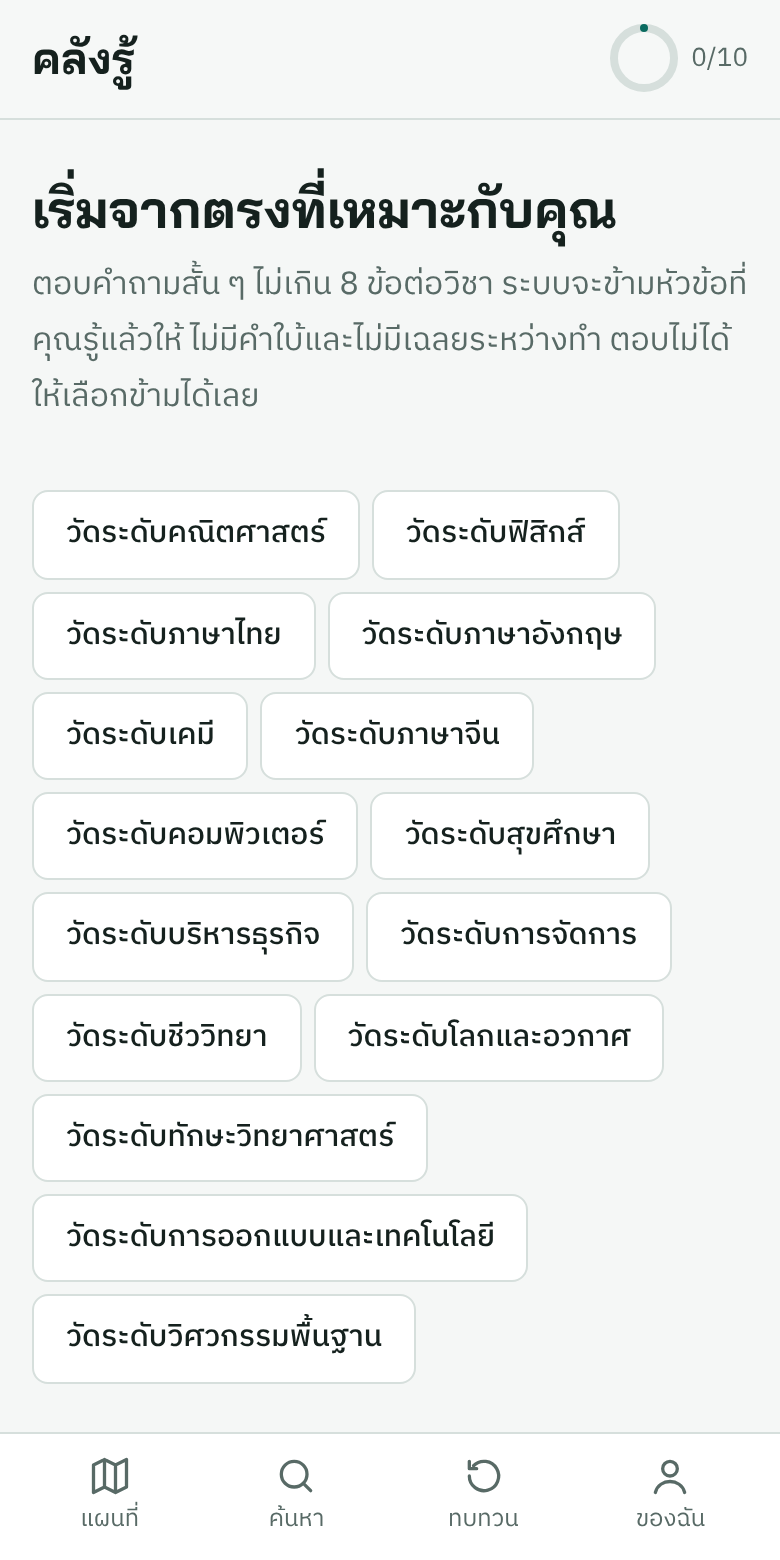 คลังรู้
0/10
เริ่มจากตรงที่เหมาะกับคุณ
ตอบคำถามสั้น ๆ ไม่เกิน 8 ข้อต่อวิชา ระบบจะข้ามหัวข้อที่
คุณรู้แล้วให้ ไม่มีคำใบ้และไม่มีเฉลยระหว่างทำ ตอบไม่ได้
ให้เลือกข้ามได้เลย
วัดระดับคณิตศาสตร์ วัดระดับฟิสิกส์
วัดระดับภาษาไทย วัดระดับภาษาอังกฤษ
วัดระดับเคมี วัดระดับภาษาจีน
วัดระดับคอมพิวเตอร์ วัดระดับสุขศึกษา
วัดระดับบริหารธุรกิจ วัดระดับการจัดการ
วัดระดับชีววิทยา วัดระดับโลกและอวกาศ
วัดระดับทักษะวิทยาศาสตร์
วัดระดับการออกแบบและเทคโนโลยี
วัดระดับวิศวกรรมพื้นฐาน
แผนที่ ค้นหา ทบทวน ของฉัน